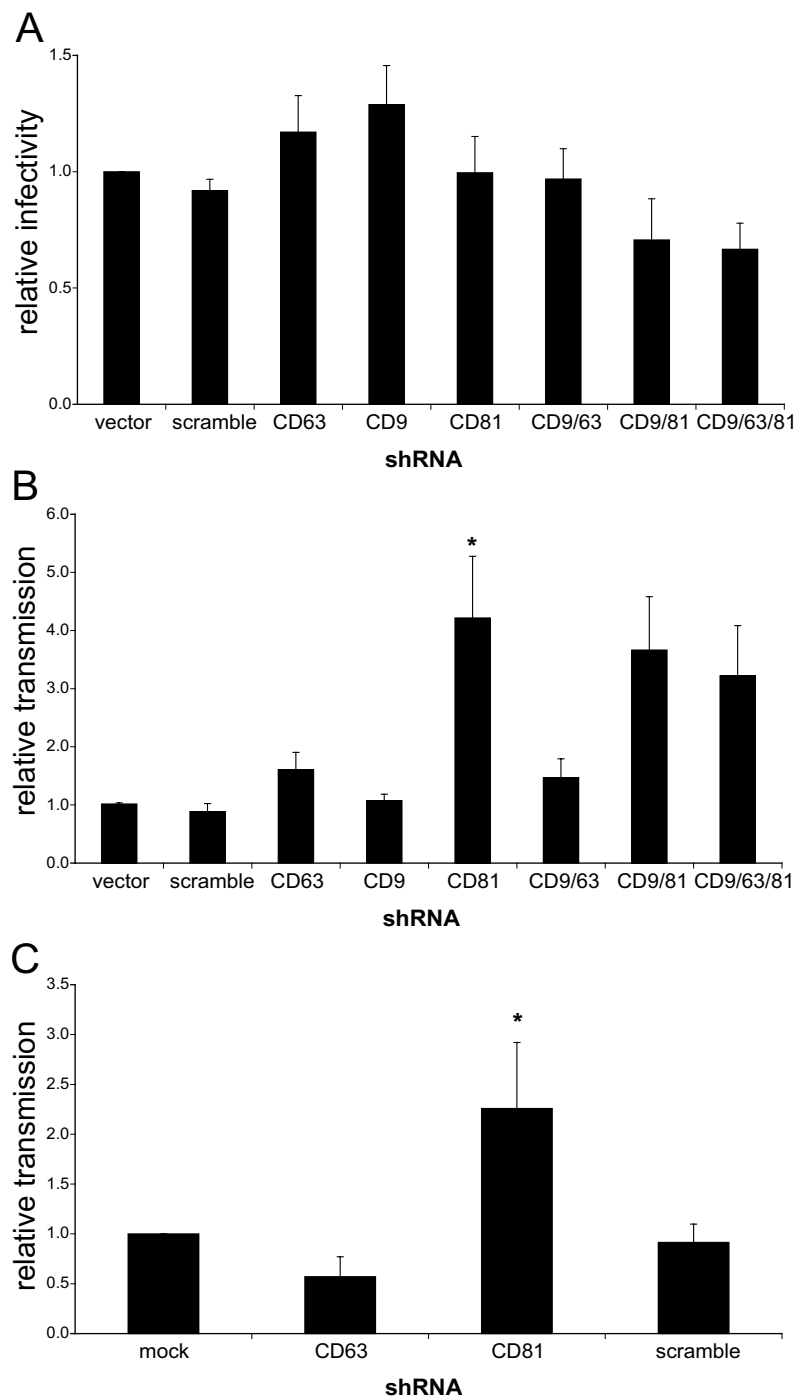 A
relative infectivity
1.5
1.0
0.5
0.0
vector scramble CD63 CD9 CD81 CD9/63 CD9/81 CD9/63/81
shRNA
B
relative transmission
6.0
5.0
*
4.0
3.0
2.0
1.0
0.0
vector scramble CD63 CD9 CD81 CD9/63 CD9/81 CD9/63/81
shRNA
C
relative transmission
3.5
3.0
*
2.5
2.0
1.5
1.0
0.5
0.0
mock CD63 CD81 scramble
shRNA